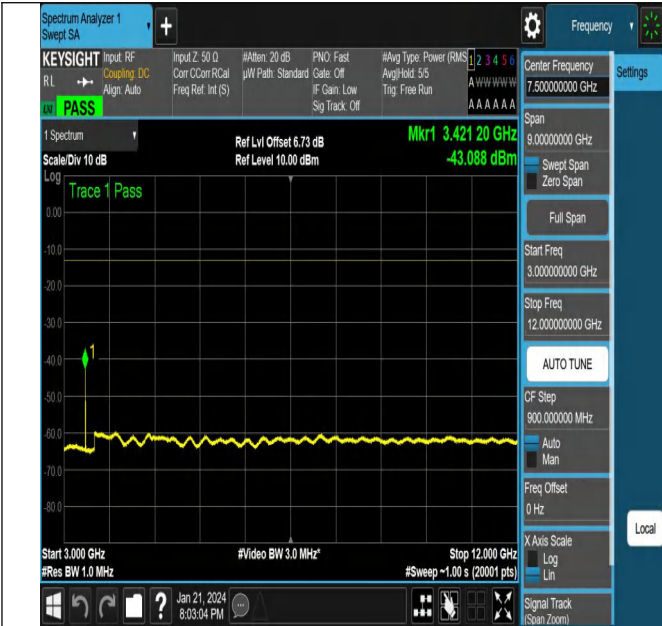 Spectrum Analyzer 1
Swept SA
+
Frequency
KEYSIGHT
RL
LXI PASS
Input: RF
Coupling: DC
Align: Auto
Input Z: 50 Ω
Corr CCorr RCal
Freq Ref: Int (S)
#Atten: 20 dB
µW Path: Standard
PNO: Fast
Gate: Off
IF Gain: Low
Sig Track: Off
#Avg Type: Power (RMS
Avg|Hold: 5/5
Trig: Free Run
1 2 3 4 5 6
A W W W W W
A A A A A A
1 Spectrum
Scale/Div 10 dB
Ref Lvl Offset 6.73 dB
Ref Level 10.00 dBm
Mkr1 3.421 20 GHz
-43.088 dBm
Log
Trace 1 Pass
0.00
-10.0
-20.0
-30.0
-40.0
-50.0
-60.0
-70.0
-80.0
1
Start 3.000 GHz
#Res BW 1.0 MHz
#Video BW 3.0 MHz*
Stop 12.000 GHz
#Sweep ~1.00 s (20001 pts)
Jan 21, 2024
8:03:04 PM
Center Frequency
7.500000000 GHz
Settings
Span
9.00000000 GHz
Swept Span
Zero Span
Full Span
Start Freq
3.000000000 GHz
Stop Freq
12.000000000 GHz
AUTO TUNE
CF Step
900.000000 MHz
Auto
Man
Freq Offset
0 Hz
X Axis Scale
Log
Lin
Local
Signal Track
(Span Zoom)